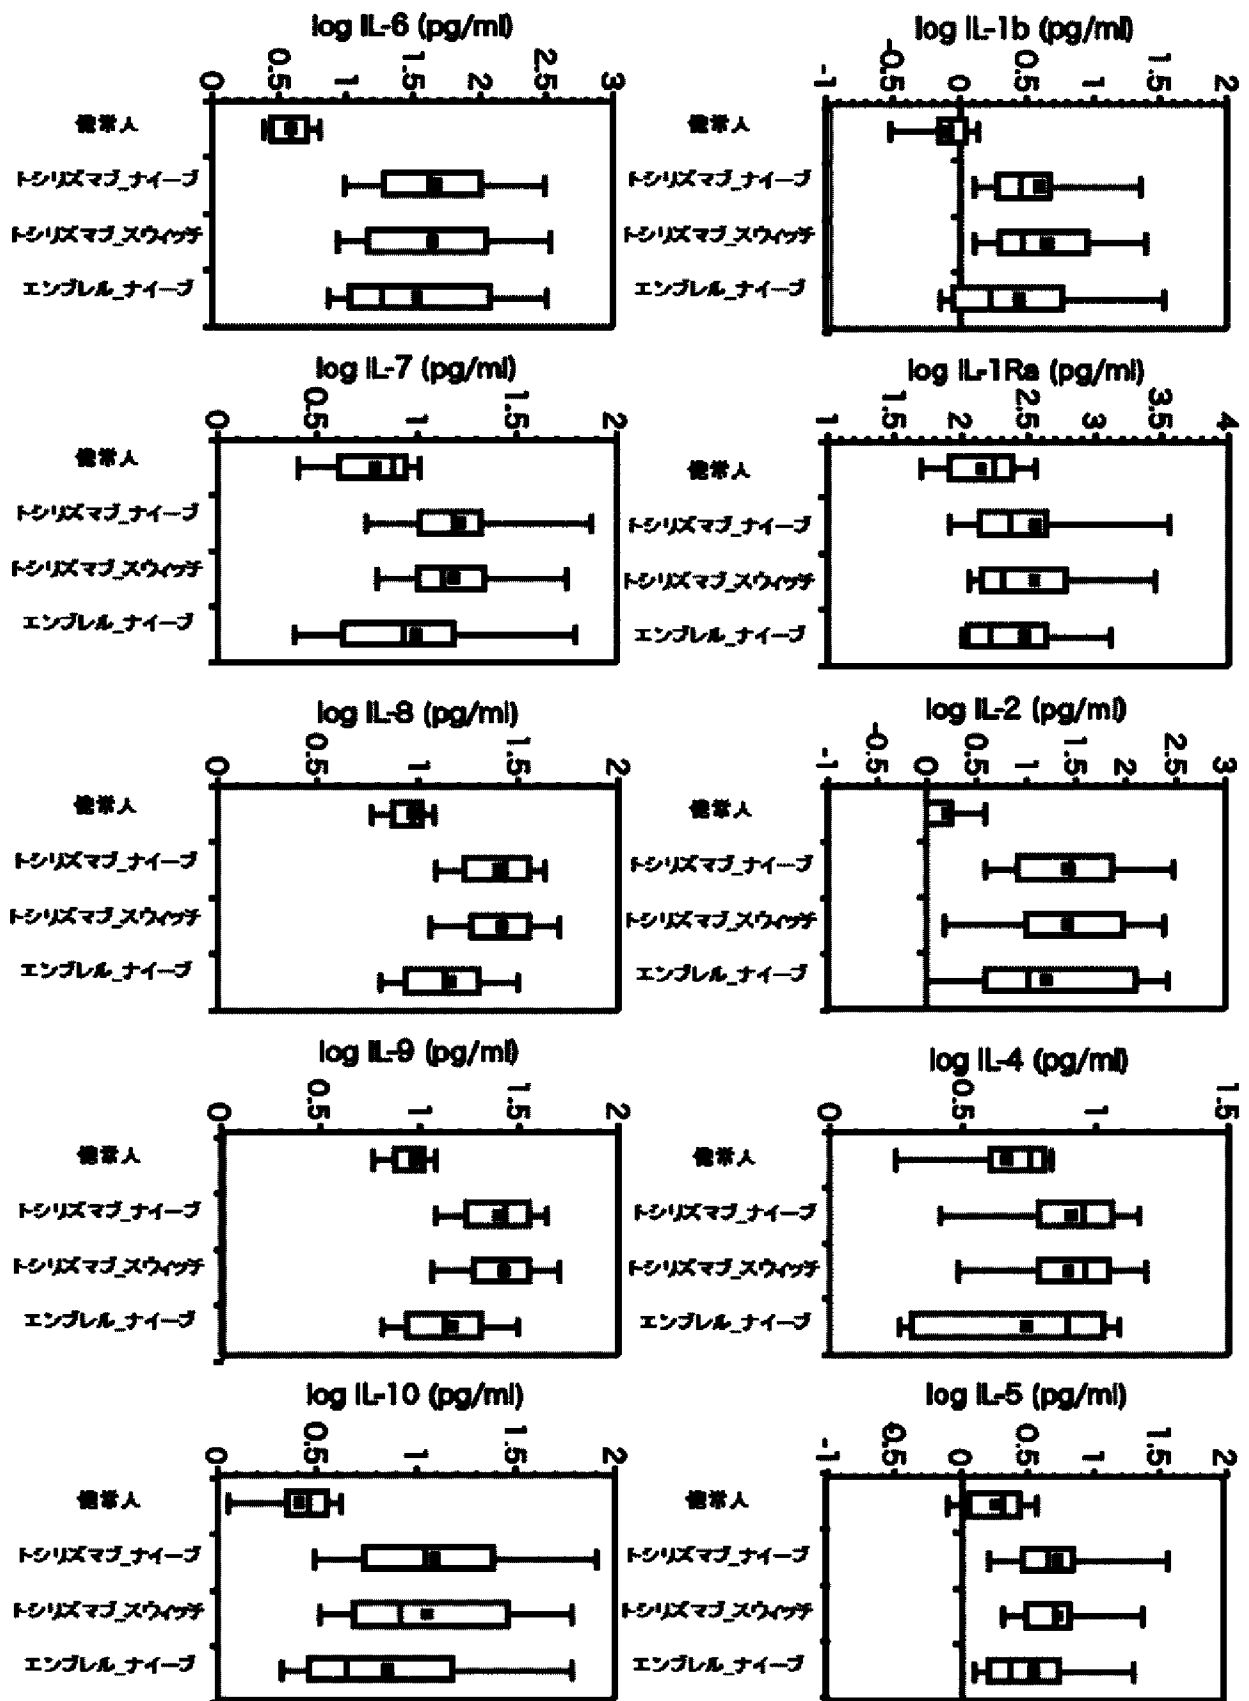 log IL-6 (pg/ml)
0 0.5 1 1.5 2 2.5 3
健常人
トシリズマブ_ナイーブ
トシリズマブ_スウィッチ
エンブレル_ナイーブ
log IL-1b (pg/ml)
-1 -0.5 0 0.5 1 1.5 2
健常人
トシリズマブ_ナイーブ
トシリズマブ_スウィッチ
エンブレル_ナイーブ
log IL-7 (pg/ml)
0 0.5 1 1.5 2
健常人
トシリズマブ_ナイーブ
トシリズマブ_スウィッチ
エンブレル_ナイーブ
log IL-1Ra (pg/ml)
1 1.5 2 2.5 3 3.5 4
健常人
トシリズマブ_ナイーブ
トシリズマブ_スウィッチ
エンブレル_ナイーブ
log IL-8 (pg/ml)
0 0.5 1 1.5 2
健常人
トシリズマブ_ナイーブ
トシリズマブ_スウィッチ
エンブレル_ナイーブ
log IL-2 (pg/ml)
-1 -0.5 0 0.5 1 1.5 2 2.5 3
健常人
トシリズマブ_ナイーブ
トシリズマブ_スウィッチ
エンブレル_ナイーブ
log IL-9 (pg/ml)
0 0.5 1 1.5 2
健常人
トシリズマブ_ナイーブ
トシリズマブ_スウィッチ
エンブレル_ナイーブ
log IL-4 (pg/ml)
0 0.5 1 1.5
健常人
トシリズマブ_ナイーブ
トシリズマブ_スウィッチ
エンブレル_ナイーブ
log IL-10 (pg/ml)
0 0.5 1 1.5 2
健常人
トシリズマブ_ナイーブ
トシリズマブ_スウィッチ
エンブレル_ナイーブ
log IL-5 (pg/ml)
-1 -0.5 0 0.5 1 1.5 2
健常人
トシリズマブ_ナイーブ
トシリズマブ_スウィッチ
エンブレル_ナイーブ